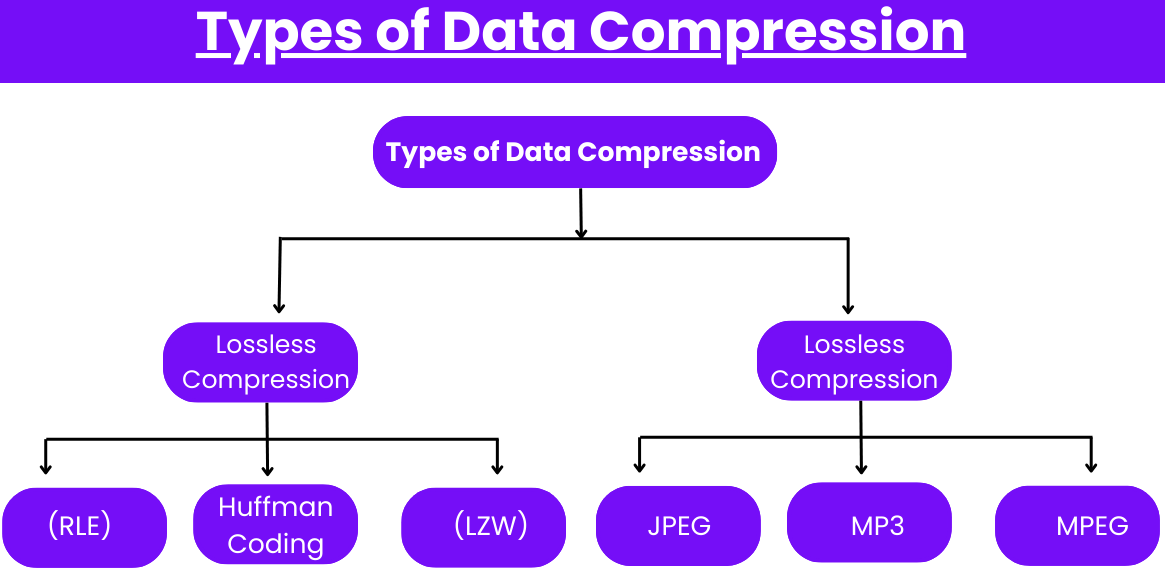 Types of Data Compression
Types of Data Compression
Lossless
Compression
Lossless
Compression
(RLE)
Huffman
Coding
(LZW)
JPEG
MP3
MPEG